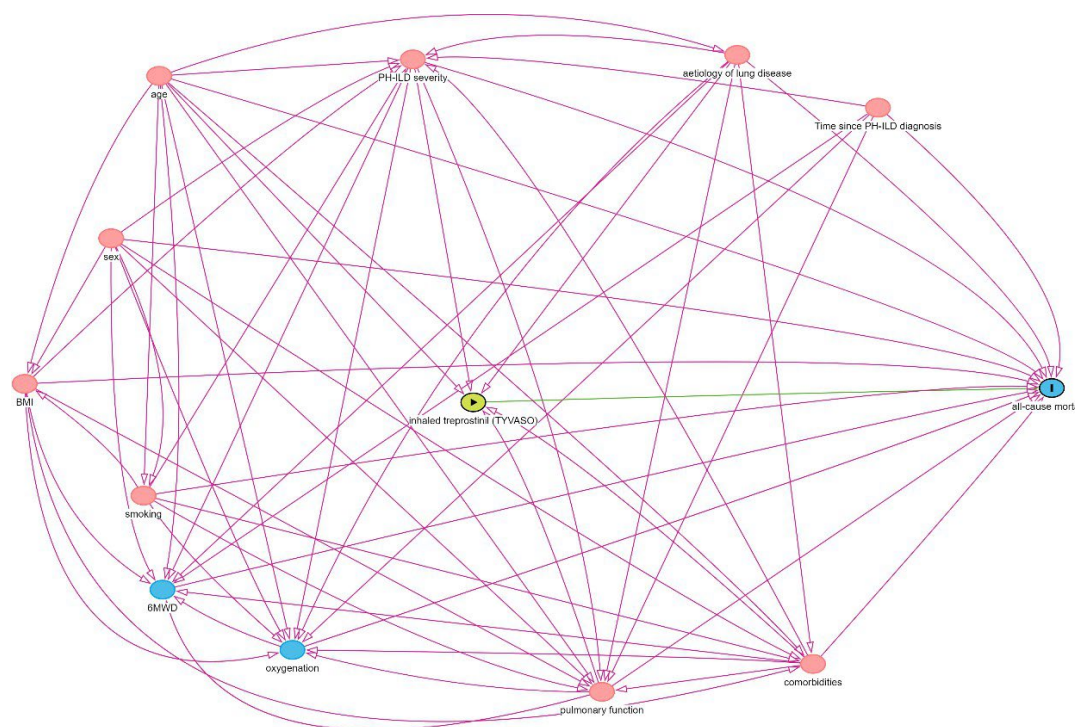 PH-ILD severity
aetiology of lung disease
age
Time since PH-ILD diagnosis
sex
BMI
inhaled treprostinil (TYVASO)
all-cause morta
smoking
6MWD
oxygenation
comorbidities
pulmonary function